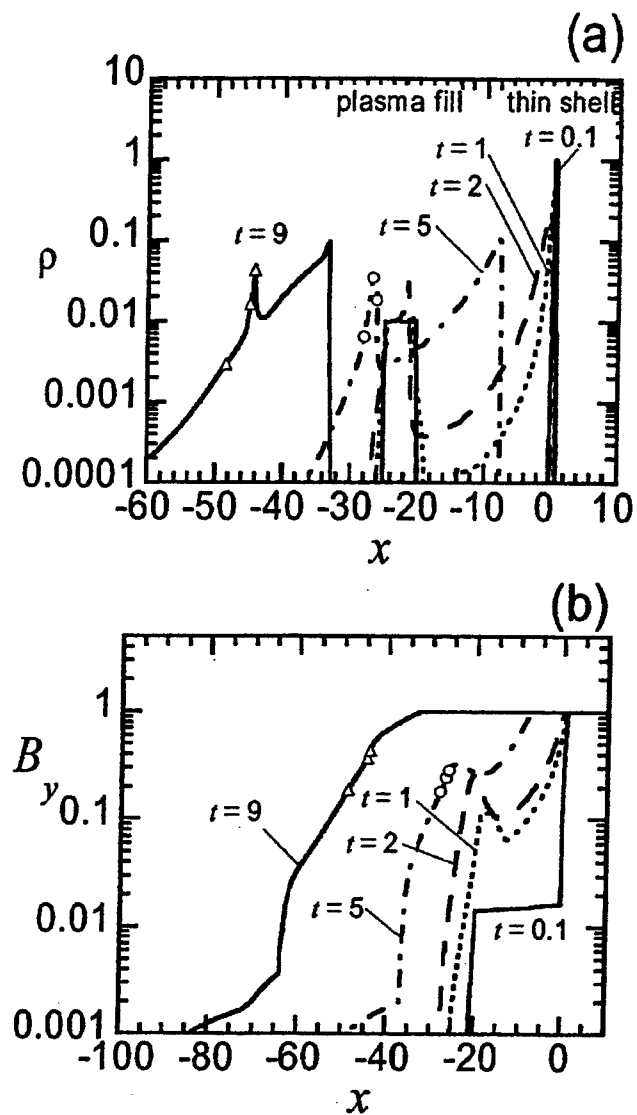 (a)
10
plasma fill thin shell
t = 1 t = 0.1
1
t = 2
t = 9 t = 5
0.1
ρ
0.01
0.001
0.0001
-60 -50 -40 -30 -20 -10 0 10
x
(b)
1
B_y
t = 1
0.1
t = 9 t = 2
t = 5
0.01
t = 0.1
0.001
-100 -80 -60 -40 -20 0
x